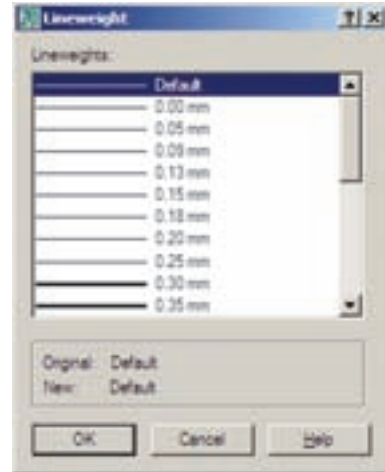 Lineweight
Lineweights:
Default
0.00 mm
0.05 mm
0.09 mm
0.13 mm
0.15 mm
0.18 mm
0.20 mm
0.25 mm
0.30 mm
0.35 mm
Original: Default
New: Default
OK Cancel Help